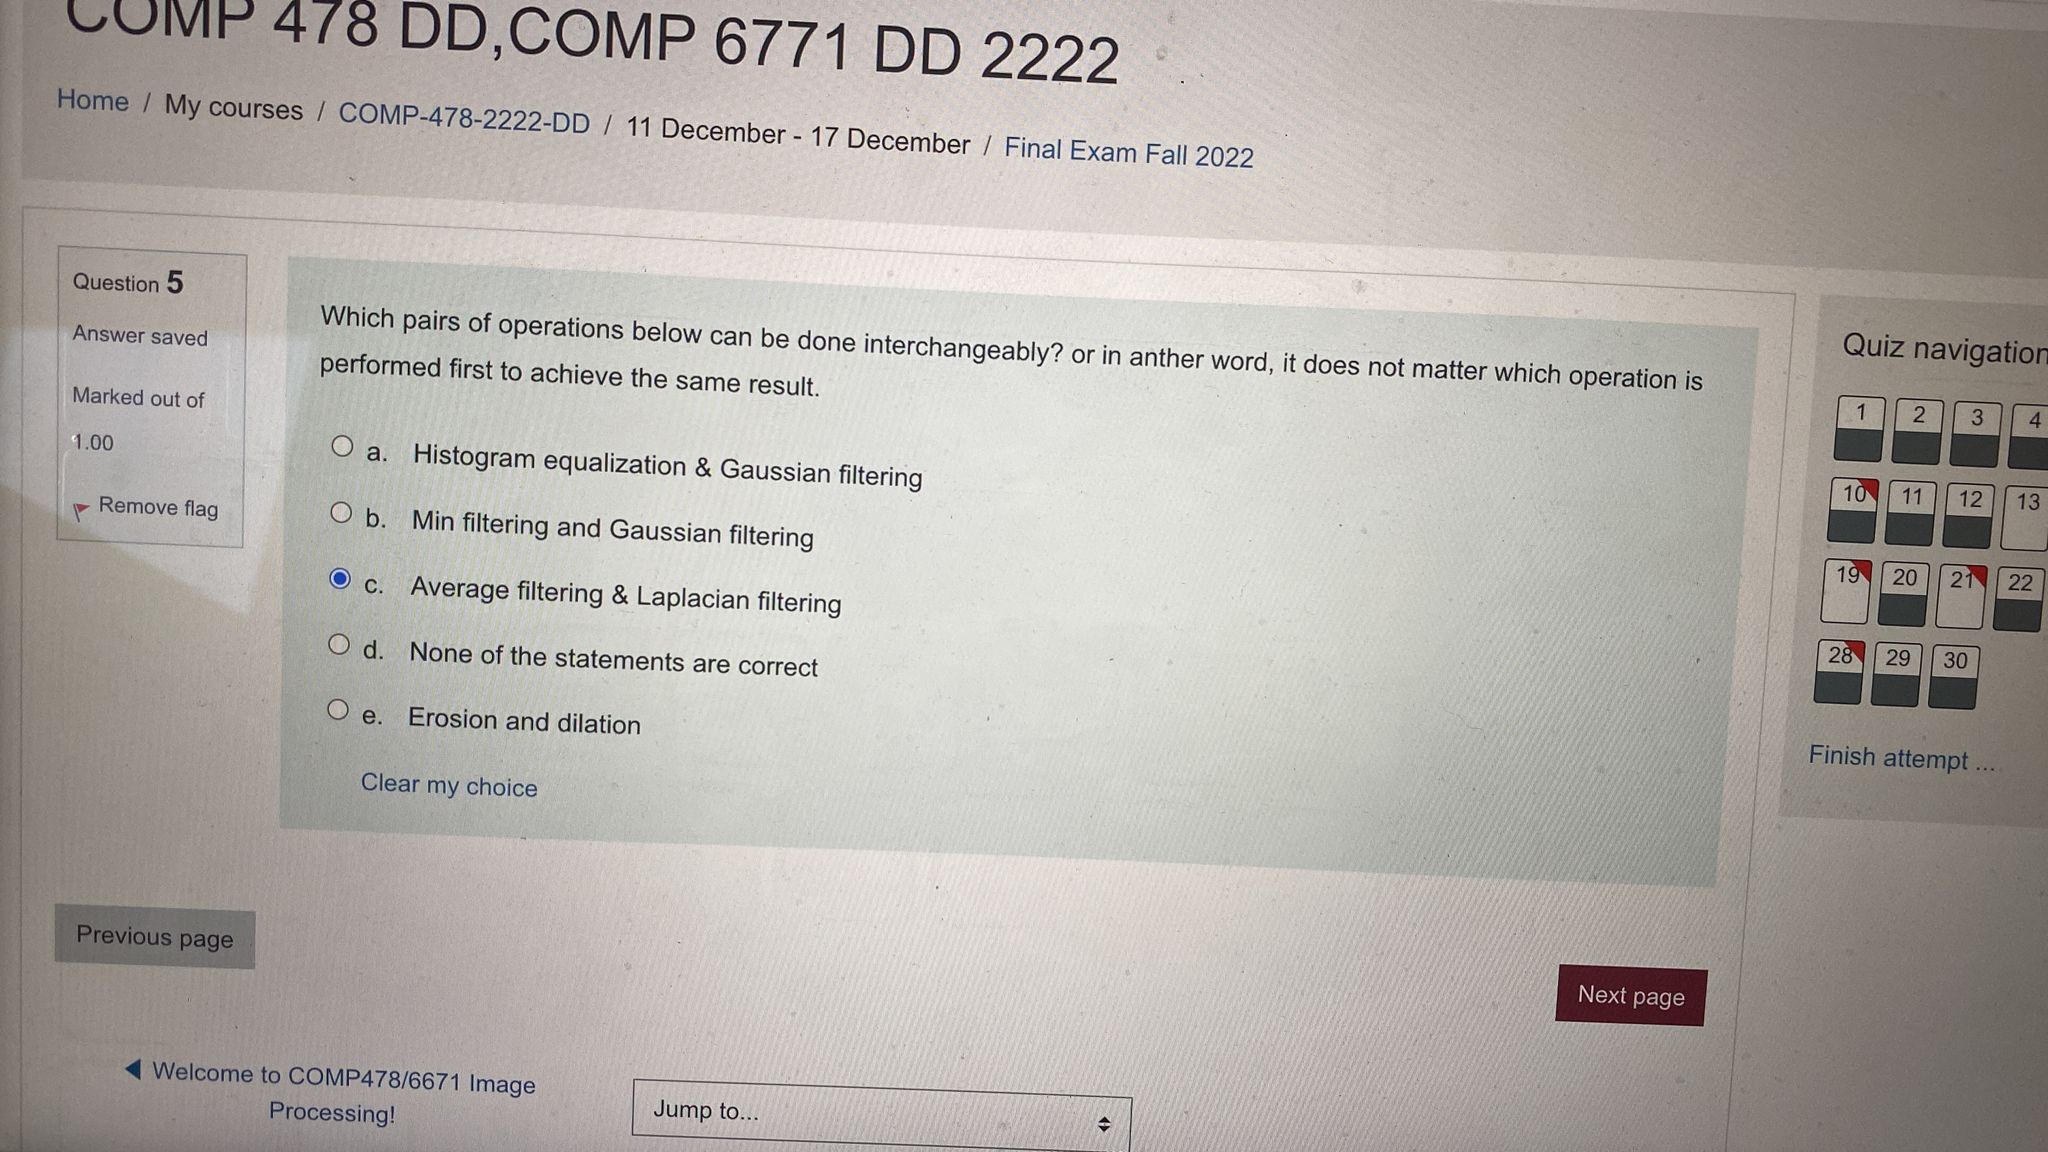 COMP 478 DD,COMP 6771 DD 2222
Home / My courses / COMP-478-2222-DD / 11 December - 17 December / Final Exam Fall 2022
Question 5
Answer saved
Marked out of
1.00
Remove flag
Which pairs of operations below can be done interchangeably? or in anther word, it does not matter which operation is
performed first to achieve the same result.
a. Histogram equalization & Gaussian filtering
b. Min filtering and Gaussian filtering
c. Average filtering & Laplacian filtering
d. None of the statements are correct
e. Erosion and dilation
Clear my choice
Quiz navigation
1 2 3 4
10 11 12 13
19 20 21 22
28 29 30
Finish attempt ...
Previous page
Next page
Welcome to COMP478/6671 Image
Processing!
Jump to...